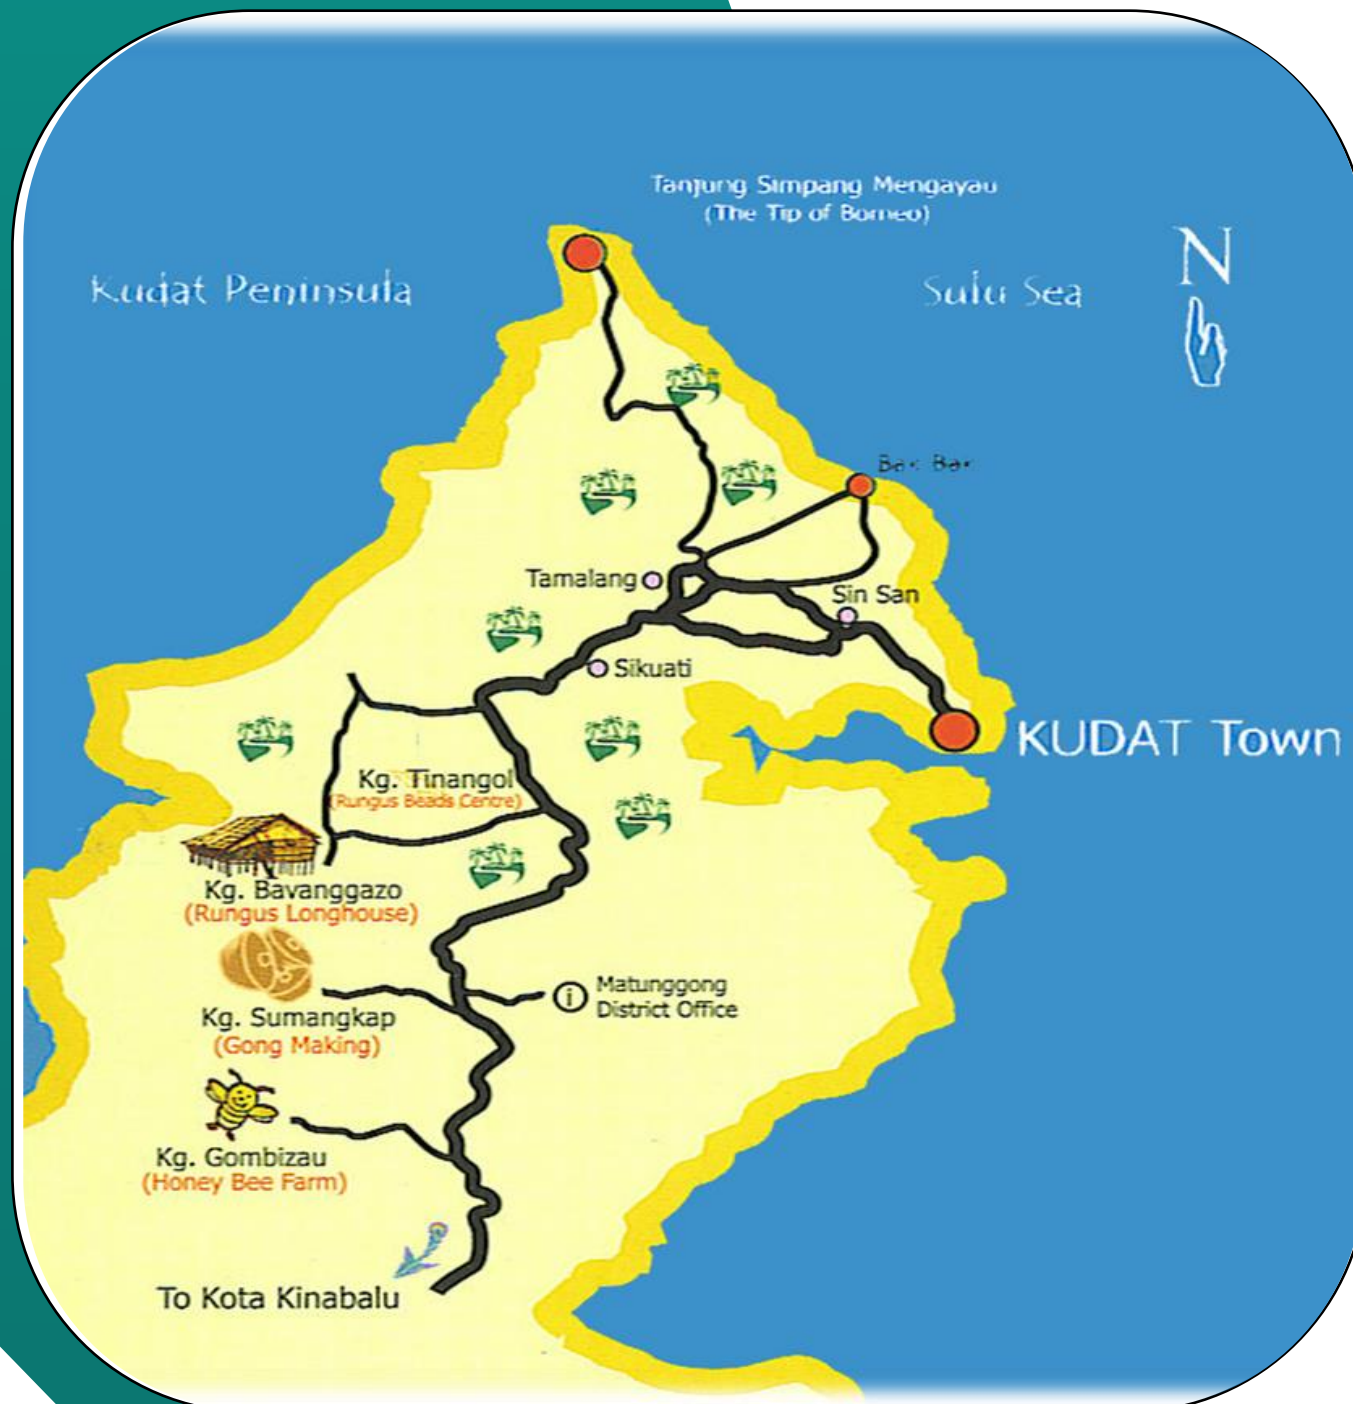 Tanjung Simpang Mengayau
(The Tip of Borneo)
N
Kudat Peninsula
Sulu Sea
Bak Bak
Tamalang
Sin San
Sikuati
KUDAT Town
Kg. Tinangol
(Rungus Beads Centre)
Kg. Bavanggazo
(Rungus Longhouse)
i
Matunggong
District Office
Kg. Sumangkap
(Gong Making)
Kg. Gombizau
(Honey Bee Farm)
To Kota Kinabalu